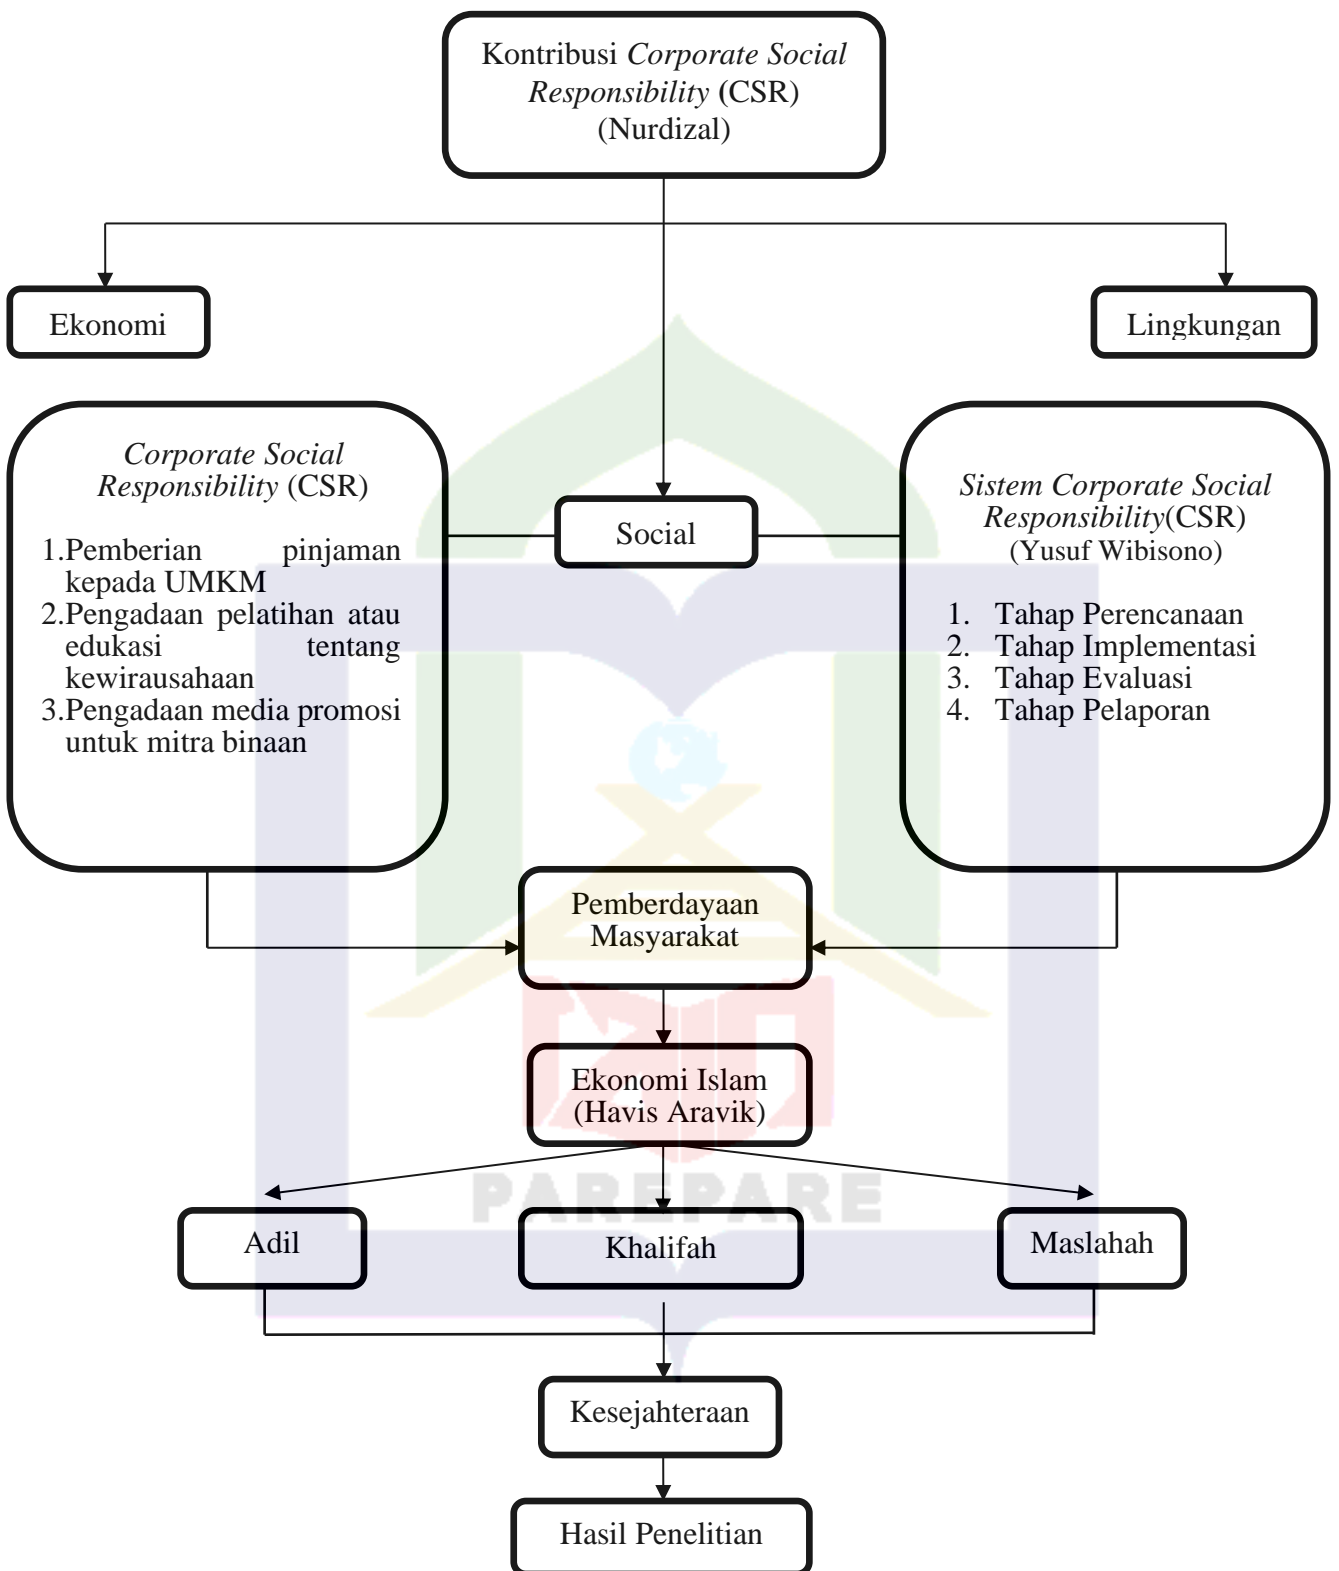 Kontribusi Corporate Social
Responsibility (CSR)
(Nurdizal)
Ekonomi
Lingkungan
Corporate Social
Responsibility (CSR)
1.Pemberian pinjaman
kepada UMKM
2.Pengadaan pelatihan atau
edukasi tentang
kewirausahaan
3.Pengadaan media promosi
untuk mitra binaan
Social
Sistem Corporate Social
Responsibility(CSR)
(Yusuf Wibisono)
1. Tahap Perencanaan
2. Tahap Implementasi
3. Tahap Evaluasi
4. Tahap Pelaporan
Pemberdayaan
Masyarakat
Ekonomi Islam
(Havis Aravik)
PAREPARE
Adil
Khalifah
Maslahah
Kesejahteraan
Hasil Penelitian